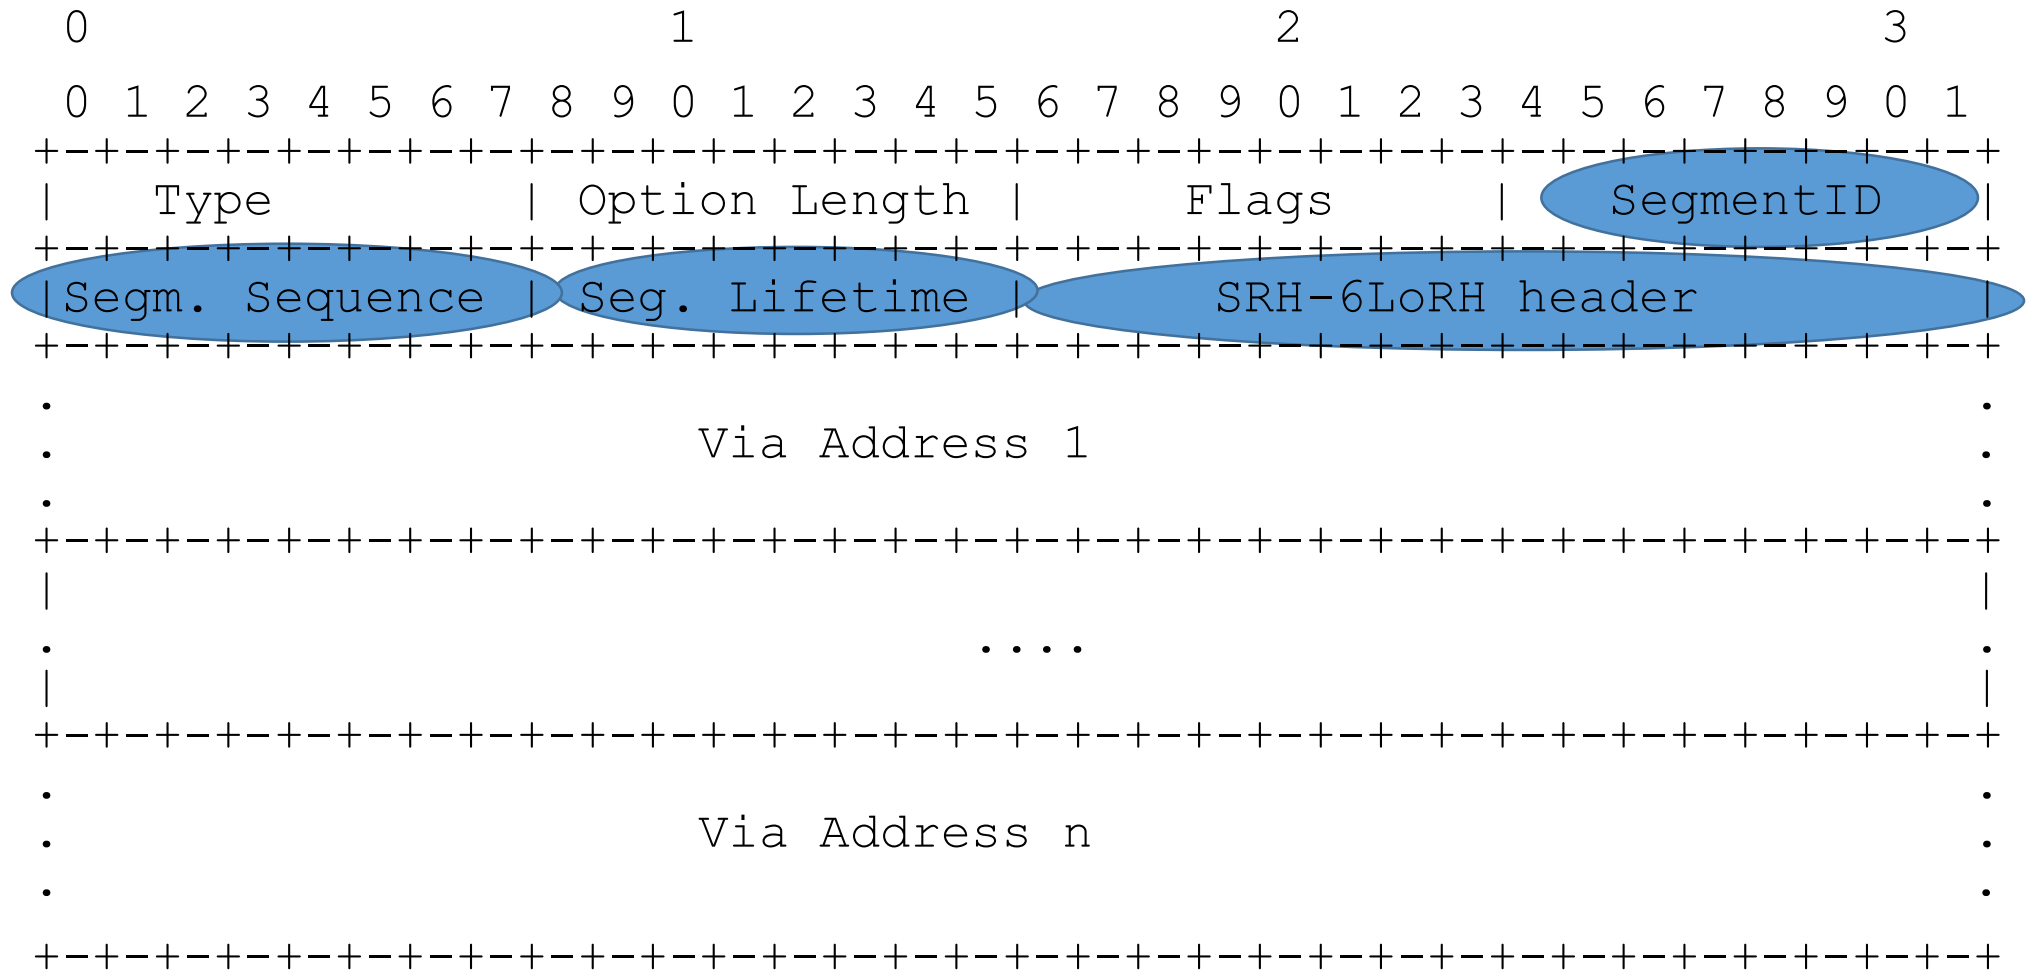 0                   1                   2                   3
 0 1 2 3 4 5 6 7 8 9 0 1 2 3 4 5 6 7 8 9 0 1 2 3 4 5 6 7 8 9 0 1
+-+-+-+-+-+-+-+-+-+-+-+-+-+-+-+-+-+-+-+-+-+-+-+-+-+-+-+-+-+-+-+-+
|   Type        | Option Length |     Flags     |   SegmentID   |
+-+-+-+-+-+-+-+-+-+-+-+-+-+-+-+-+-+-+-+-+-+-+-+-+-+-+-+-+-+-+-+-+
|Segm. Sequence | Seg. Lifetime |      SRH-6LoRH header         |
+-+-+-+-+-+-+-+-+-+-+-+-+-+-+-+-+-+-+-+-+-+-+-+-+-+-+-+-+-+-+-+-+
.                                                               .
                     Via Address 1
.                                                               .
.                                                               .
+-+-+-+-+-+-+-+-+-+-+-+-+-+-+-+-+-+-+-+-+-+-+-+-+-+-+-+-+-+-+-+-+
|                                                               |
.                              ....                             .
|                                                               |
+-+-+-+-+-+-+-+-+-+-+-+-+-+-+-+-+-+-+-+-+-+-+-+-+-+-+-+-+-+-+-+-+
.                                                               .
                     Via Address n
.                                                               .
.                                                               .
+-+-+-+-+-+-+-+-+-+-+-+-+-+-+-+-+-+-+-+-+-+-+-+-+-+-+-+-+-+-+-+-+